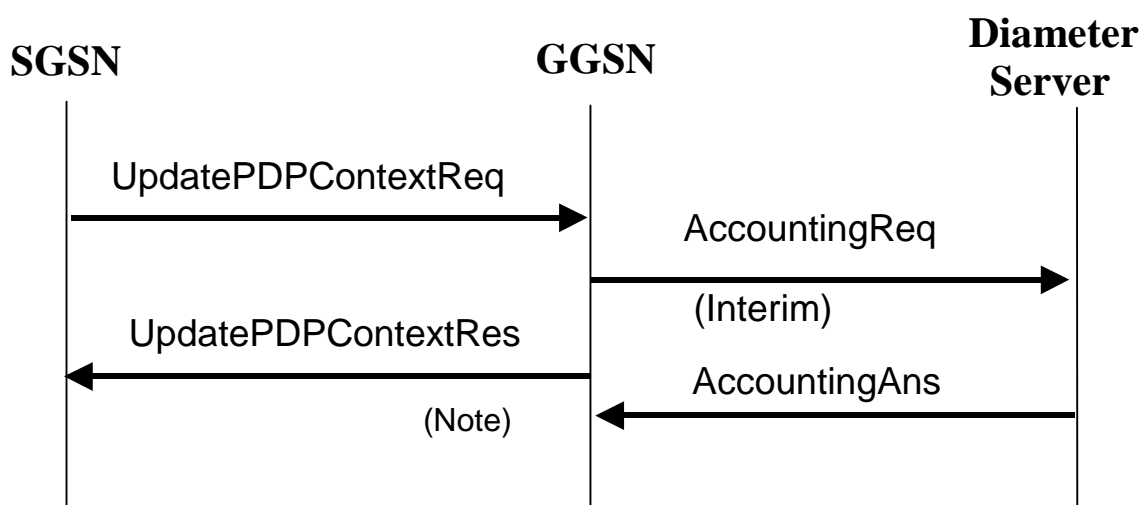 SGSN
GGSN
Diameter
Server
UpdatePDPContextReq
AccountingReq
(Interim)
UpdatePDPContextRes
AccountingAns
(Note)